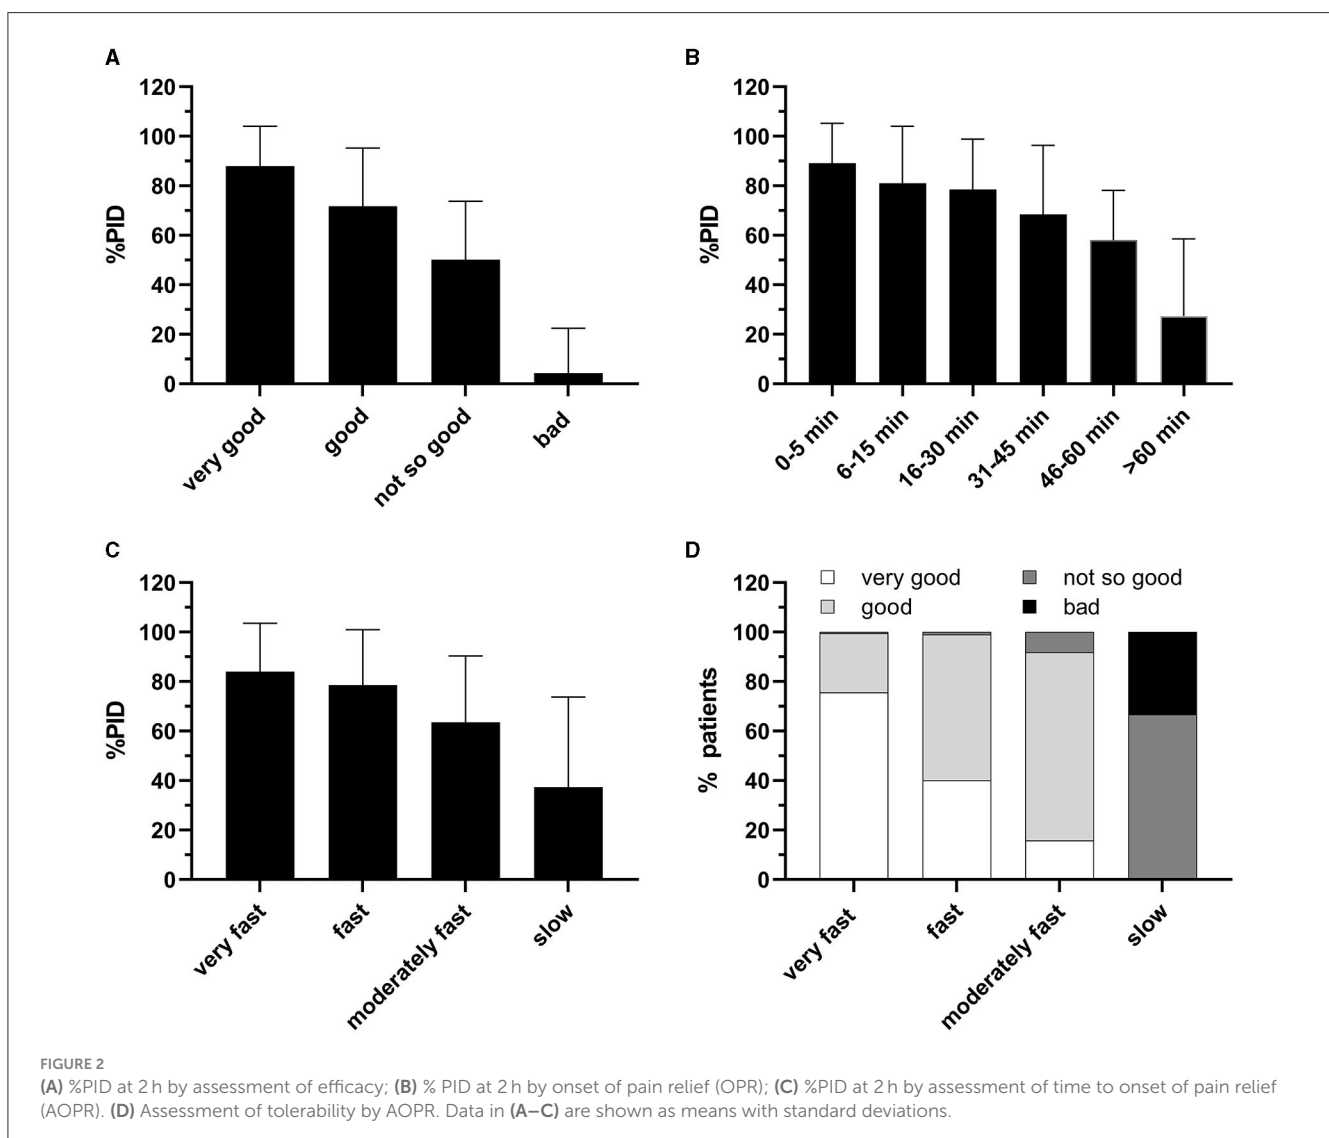 A
120
100
80
60
40
20
0
%PID
very good
good
not so good
bad
B
120
100
80
60
40
20
0
%PID
0-5 min
6-15 min
16-30 min
31-45 min
46-60 min
>60 min
C
120
100
80
60
40
20
0
%PID
very fast
fast
moderately fast
slow
D
very good
not so good
good
bad
120
100
80
60
40
20
0
% patients
very fast
fast
moderately fast
slow
FIGURE 2
(A) %PID at 2 h by assessment of efficacy; (B) % PID at 2 h by onset of pain relief (OPR); (C) %PID at 2 h by assessment of time to onset of pain relief
(AOPR). (D) Assessment of tolerability by AOPR. Data in (A–C) are shown as means with standard deviations.